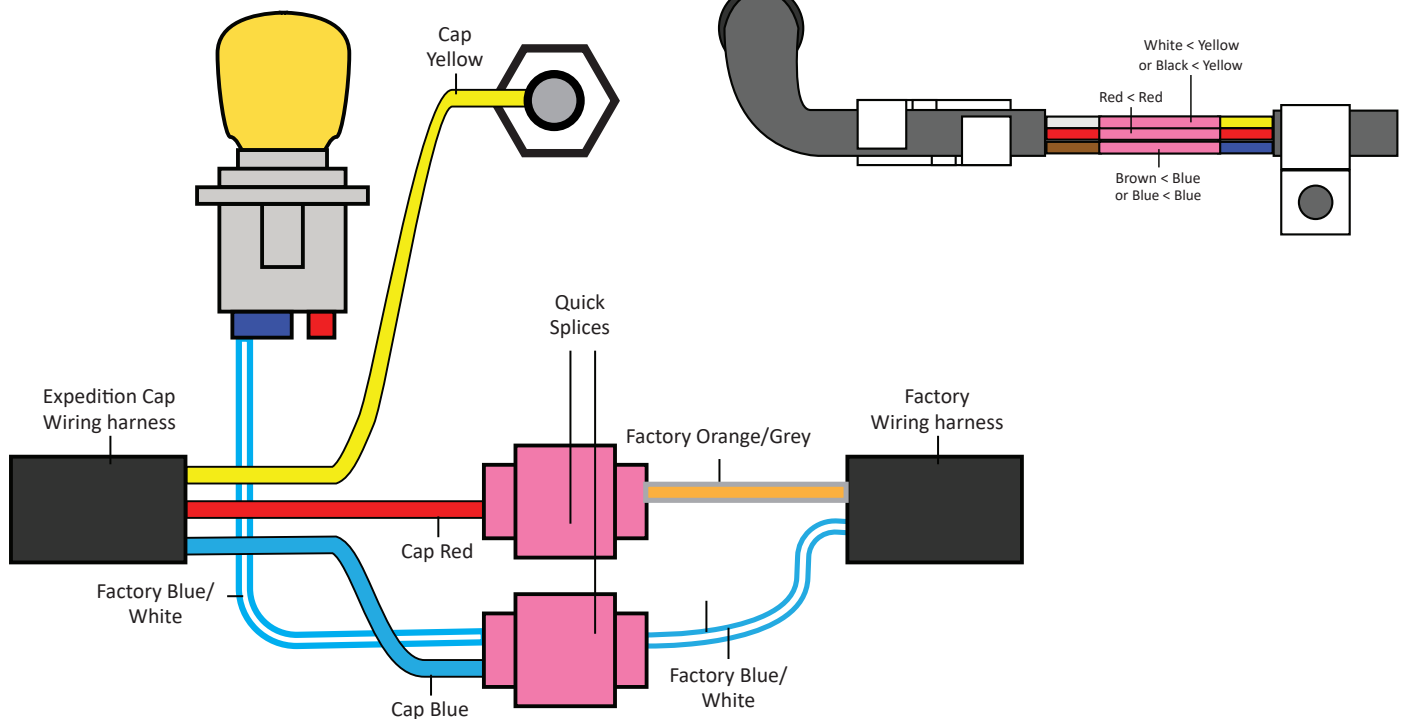 Cap
Yellow
White < Yellow
or Black < Yellow
Red < Red
Brown < Blue
or Blue < Blue
Quick
Splices
Expedition Cap
Wiring harness
Factory Orange/Grey
Factory
Wiring harness
Cap Red
Factory Blue/
White
Factory Blue/
White
Cap Blue